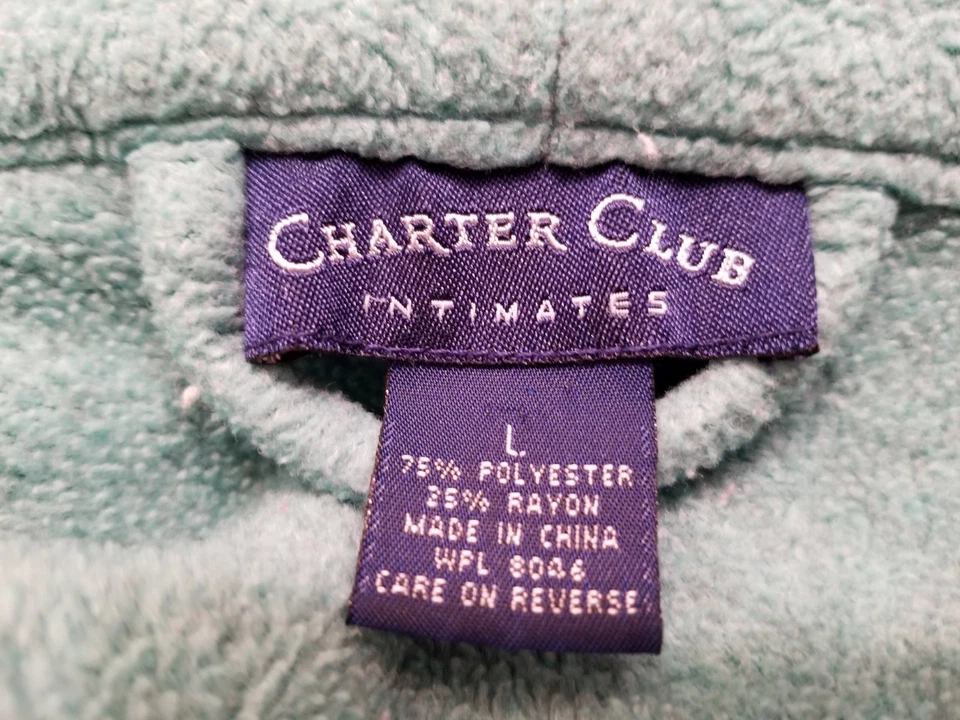 CHARTER CLUB
INTIMATES
L
75% POLYESTER
25% RAYON
MADE IN CHINA
WPL 8046
CARE ON REVERSE